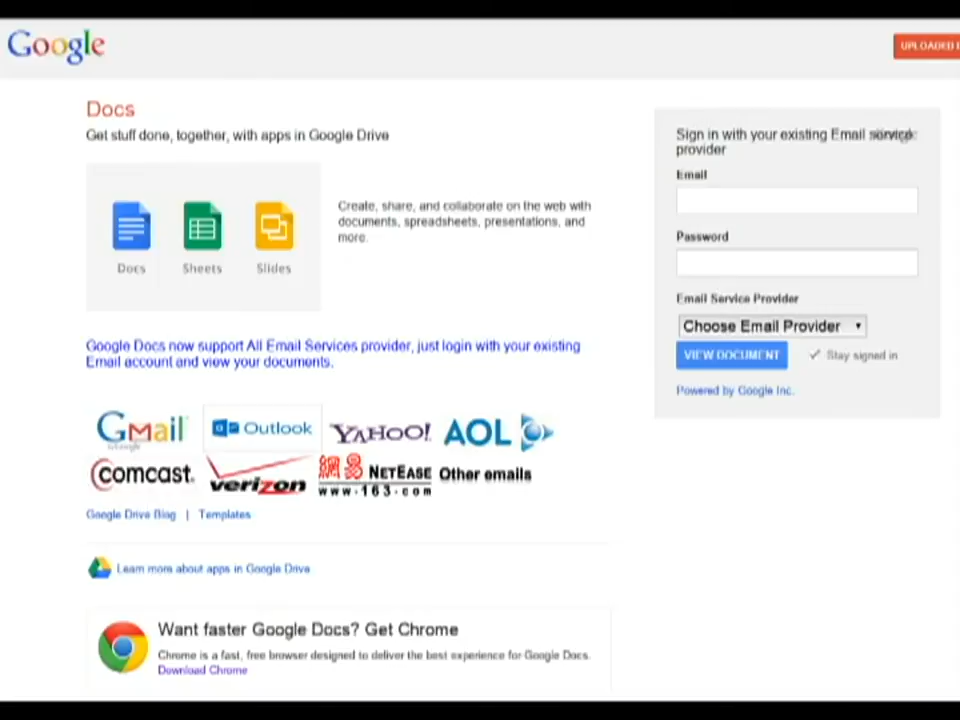 Google
UPLOADED
Docs
Get stuff done, together, with apps in Google Drive
Docs
Sheets
Slides
Create, share, and collaborate on the web with
documents, spreadsheets, presentations, and
more.
Google Docs now support All Email Services provider, just login with your existing
Email account and view your documents.
Gmail
by Google
Outlook
YAHOO!
AOL
comcast.
verizon
網易 NETEASE
www.163.com
Other emails
Google Drive Blog | Templates
Learn more about apps in Google Drive
Want faster Google Docs? Get Chrome
Chrome is a fast, free browser designed to deliver the best experience for Google Docs.
Download Chrome
Sign in with your existing Email service
provider
Email
Password
Email Service Provider
Choose Email Provider
VIEW DOCUMENT
Stay signed in
Powered by Google Inc.